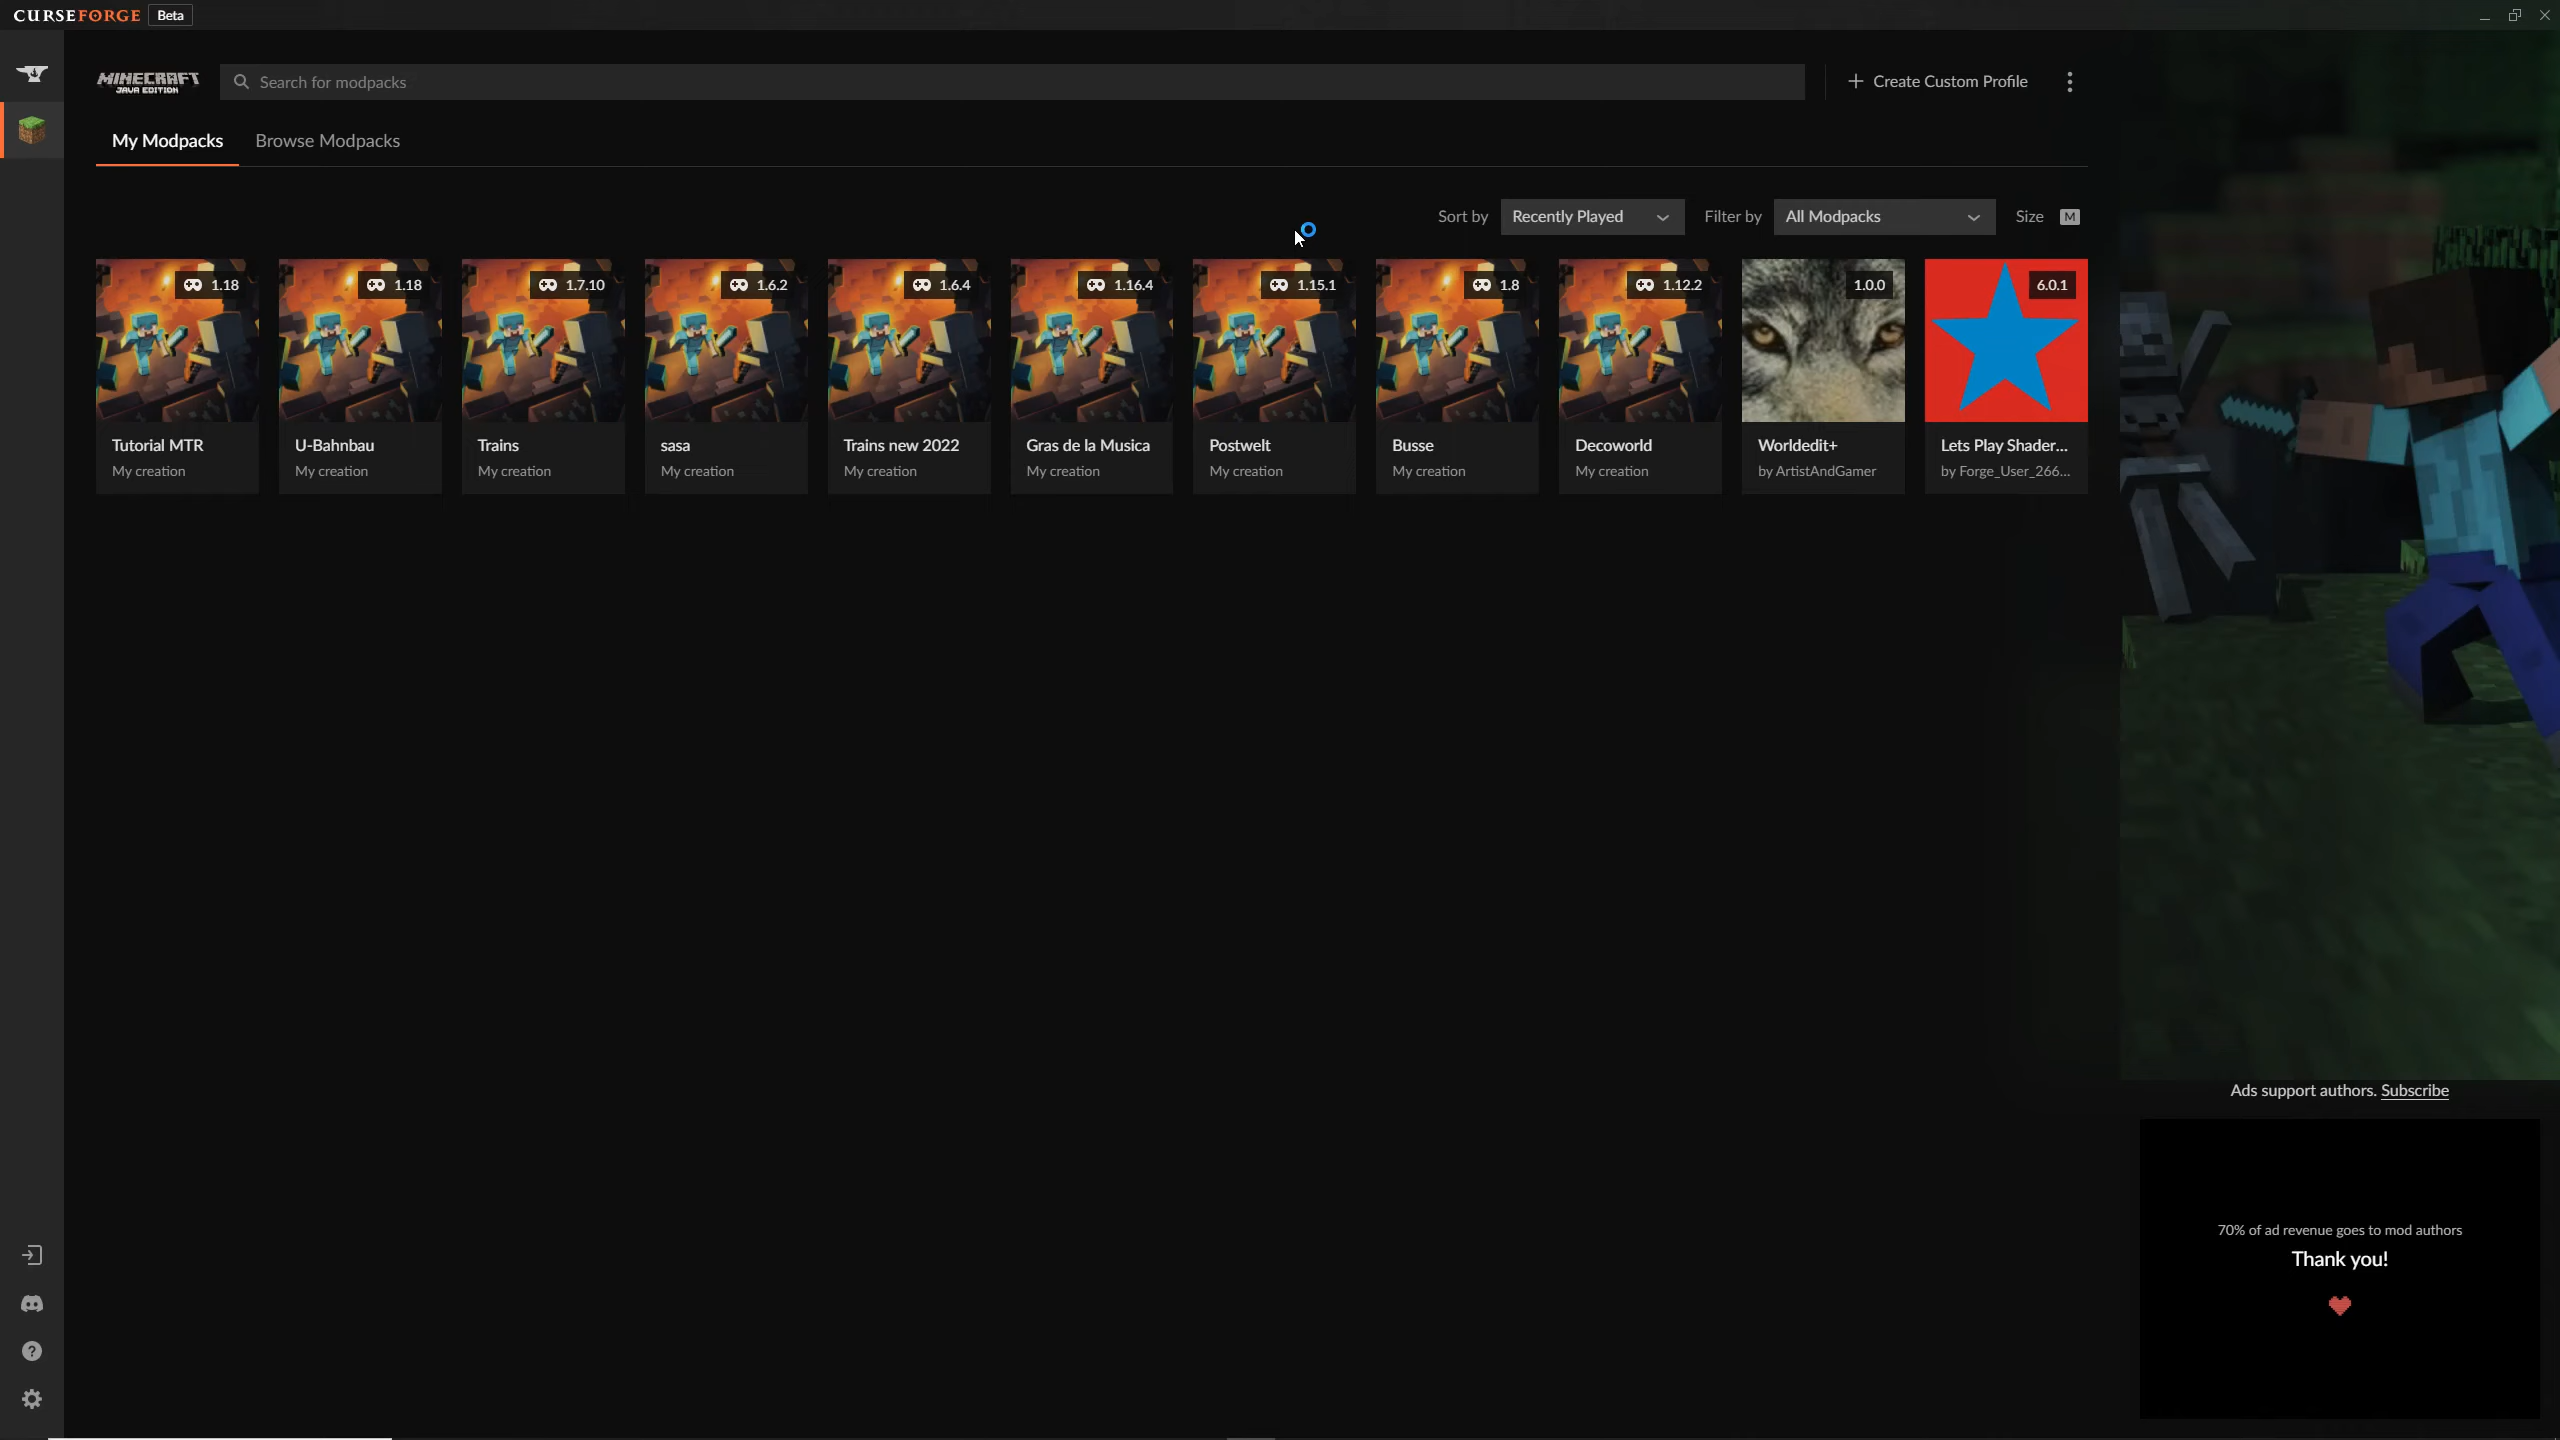 CURSEFORGE Beta
MINECRAFT
JAVA EDITION
Search for modpacks
Create Custom Profile
My Modpacks
Browse Modpacks
Sort by
Recently Played
Filter by
All Modpacks
Size
M
1.18
Tutorial MTR
My creation
1.18
U-Bahnbau
My creation
1.7.10
Trains
My creation
1.6.2
sasa
My creation
1.6.4
Trains new 2022
My creation
1.16.4
Gras de la Musica
My creation
1.15.1
Postwelt
My creation
1.8
Busse
My creation
1.12.2
Decoworld
My creation
1.0.0
Worldedit+
by ArtistAndGamer
6.0.1
Lets Play Shader...
by Forge_User_266...
Ads support authors. Subscribe
70% of ad revenue goes to mod authors
Thank you!